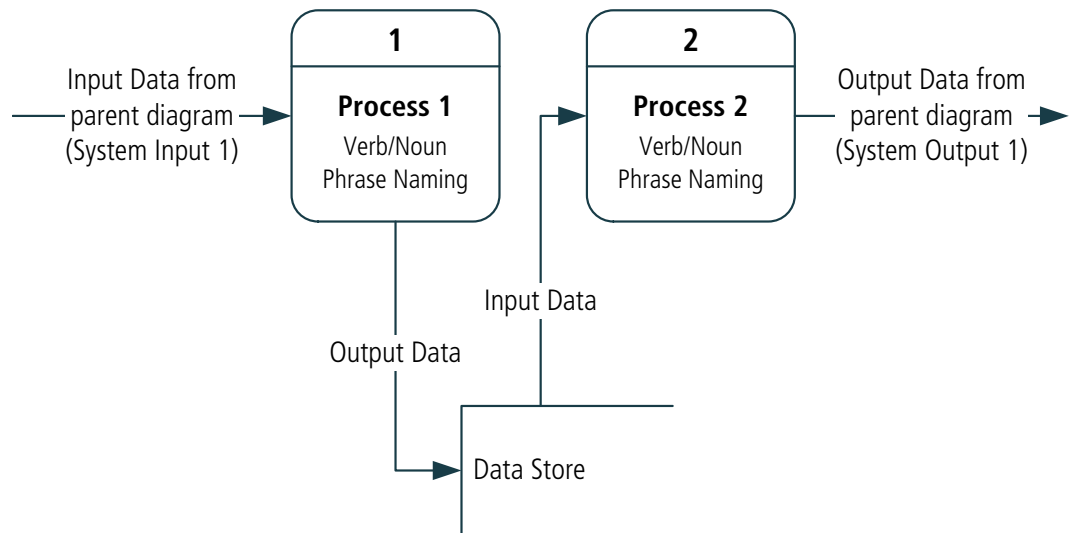 Input Data from
parent diagram
(System Input 1)
1
Process 1
Verb/Noun
Phrase Naming
2
Process 2
Verb/Noun
Phrase Naming
Output Data from
parent diagram
(System Output 1)
Input Data
Output Data
Data Store